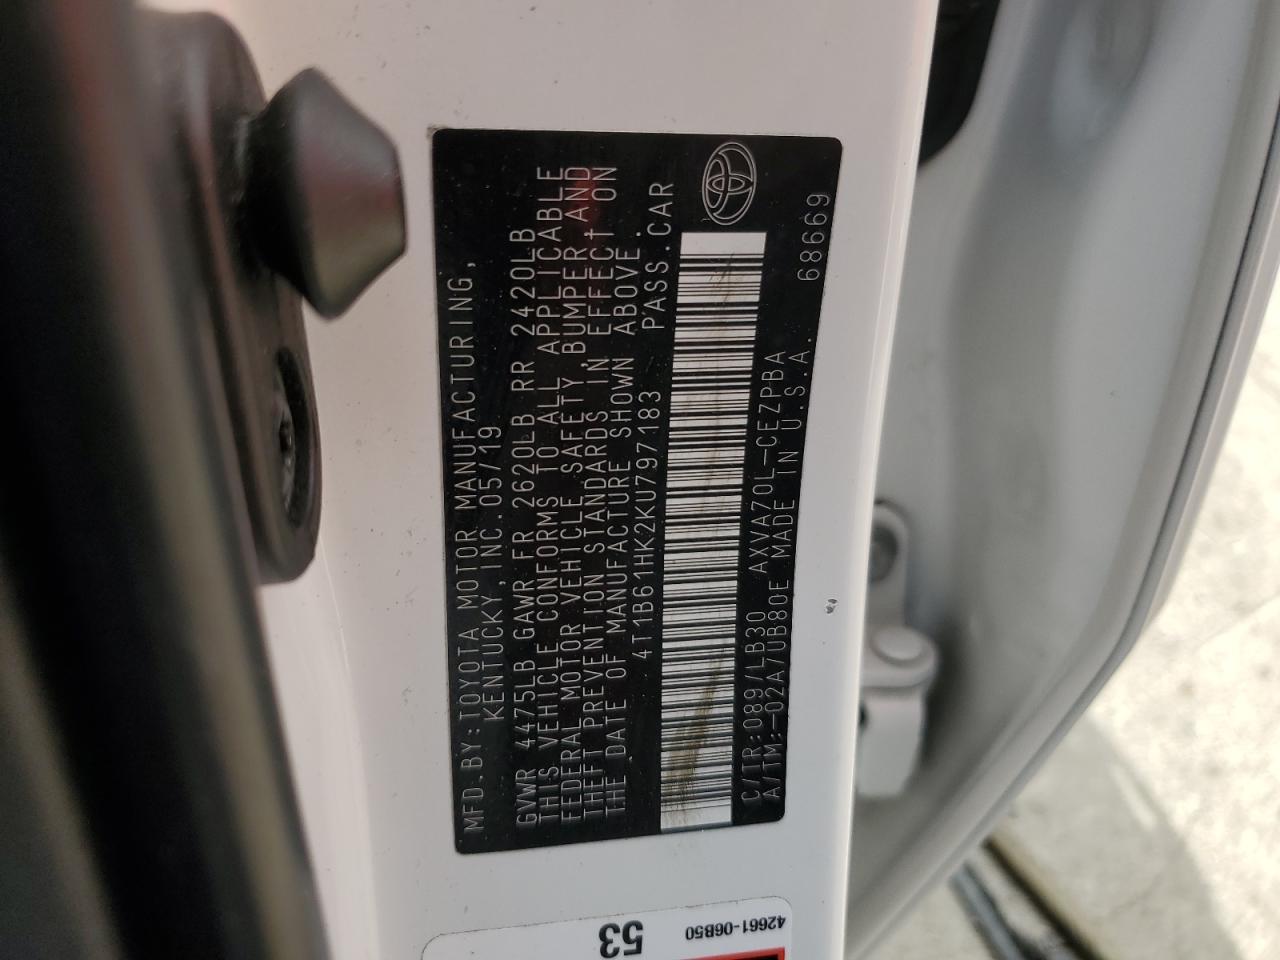 MFD.BY:TOYOTA MOTOR MANUFACTURING,
KENTUCKY,INC.05/19
GVWR 4475LB GAWR FR 2620LB RR 2420LB
THIS VEHICLE CONFORMS TO ALL APPLICABLE
FEDERAL MOTOR VEHICLE SAFETY,BUMPER,AND
THEFT PREVENTION STANDARDS IN EFFECT ON
THE DATE OF MANUFACTURE SHOWN ABOVE.
4T1B61HK2KU797183 PASS.CAR
C/TR:089/LB30 AXVA70L-CEZPBA
A/TM:-02A/UB80E MADE IN U.S.A. 68669
42661-06B50
53